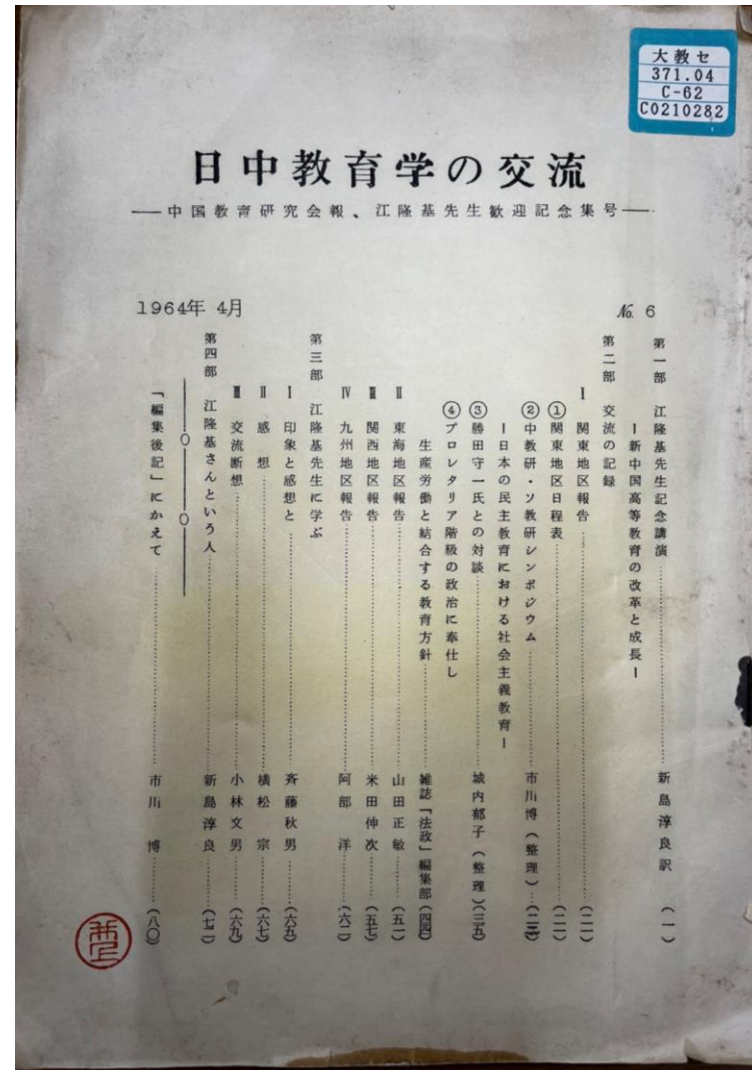 大教セ
371.04
C-62
C0210282
日中教育学の交流
——中国教育研究会報、江隆基先生歓迎記念集号——
1964年 4月
No. 6
第一部 江隆基先生記念講演
ー新中国高等教育の改革と成長ー 新島淳良訳 (一)
第二部 交流の記録
Ⅰ 関東地区報告………(二一)
①関東地区日程表………(二一)
②中教研・ソ教研シンポジウム
ー日本の民主教育における社会主義教育ー 市川博(整理)…(二三)
③勝田守一氏との対談………城内郁子(整理)(三五)
④プロレタリア階級の政治に奉仕し
生産労働と結合する教育方針………雑誌「法政」編集部(四四)
Ⅱ 東海地区報告………山田正敏………(五一)
Ⅲ 関西地区報告………米田伸次………(五七)
Ⅳ 九州地区報告………阿部 洋………(六二)
第三部 江隆基先生に学ぶ
Ⅰ 印象と感想と………斉藤秋男………(六五)
Ⅱ 感 想………横松 宗………(六七)
Ⅲ 交流断想………小林文男………(六九)
第四部 江隆基さんという人………新島淳良………(七二)
「編集後記」にかえて………市川 博………(八〇)